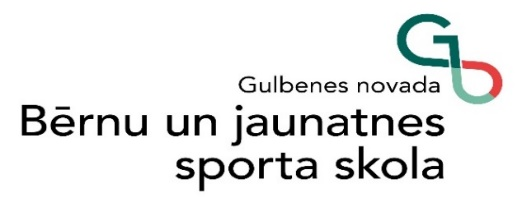 Gulbenes novada
Bērnu un jaunatnes
sporta skola